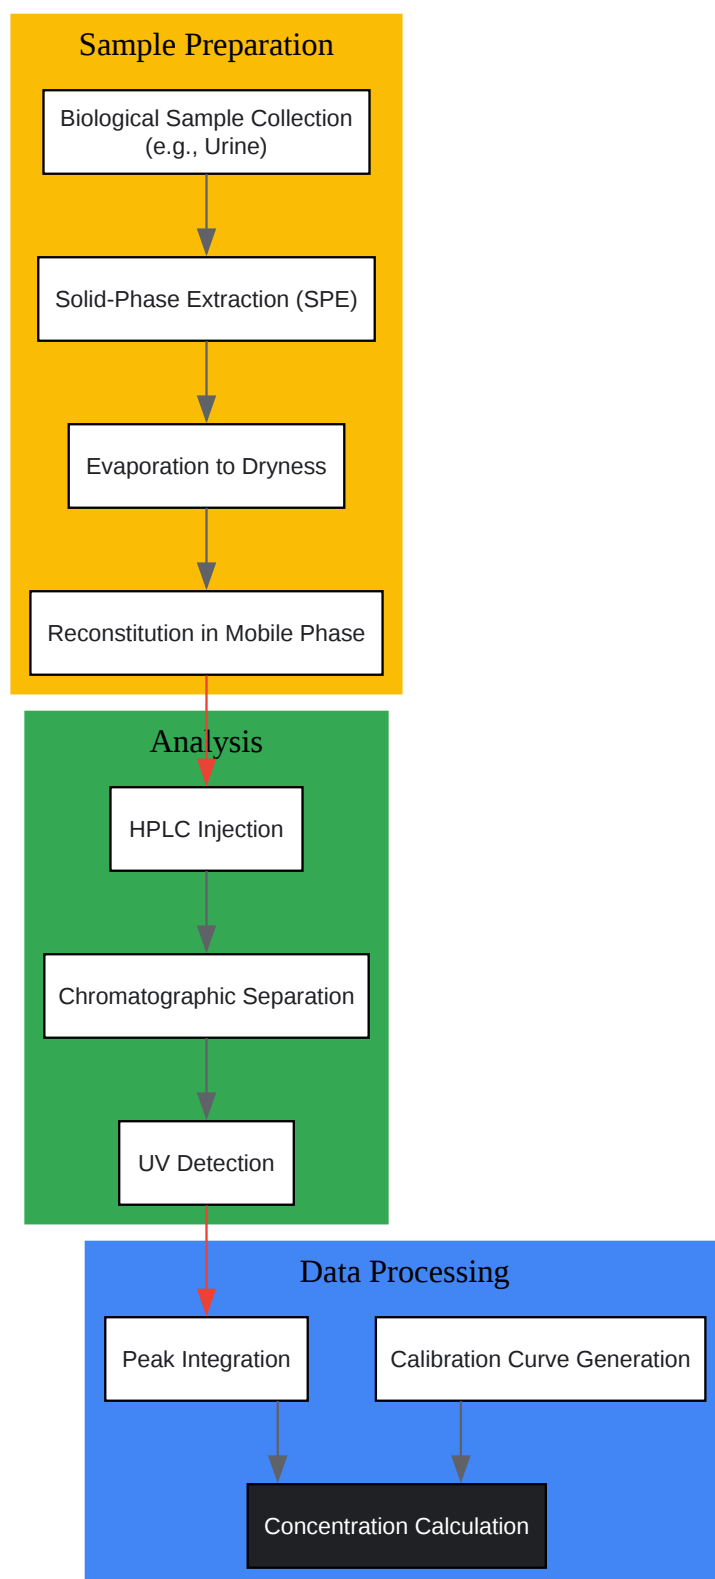 Sample Preparation
Biological Sample Collection
(e.g., Urine)
Solid-Phase Extraction (SPE)
Evaporation to Dryness
Reconstitution in Mobile Phase
Analysis
HPLC Injection
Chromatographic Separation
UV Detection
Data Processing
Peak Integration
Calibration Curve Generation
Concentration Calculation